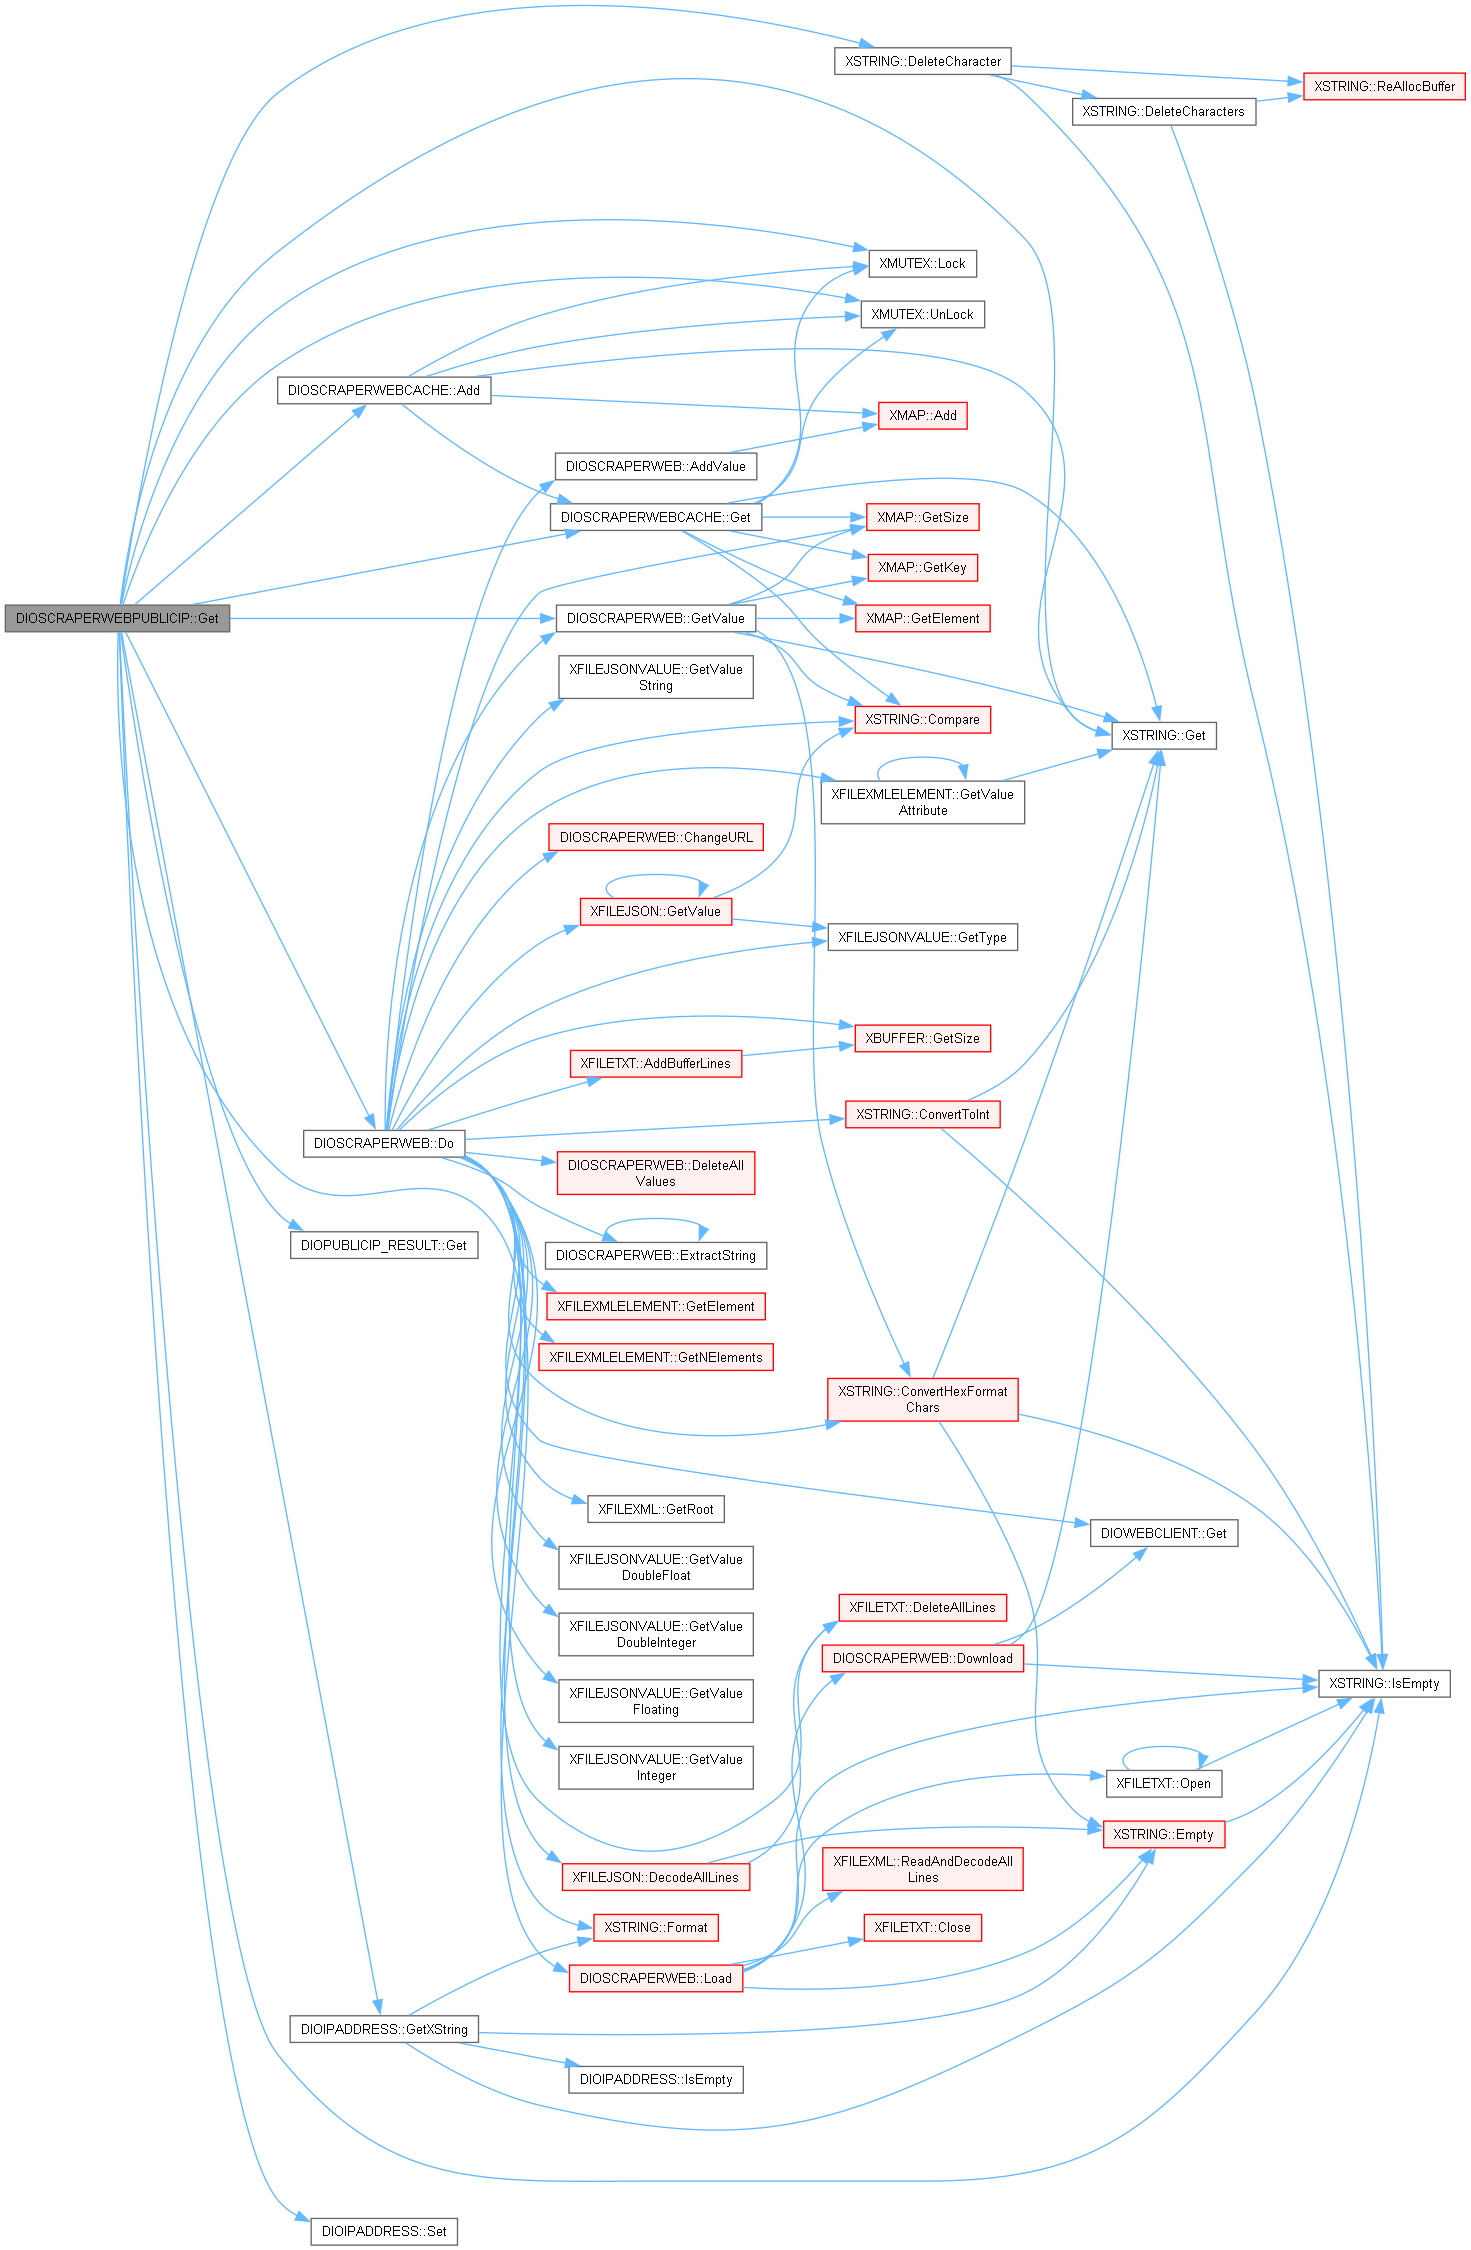 XSTRING::DeleteCharacter
XSTRING::ReAllocBuffer
XSTRING::DeleteCharacters
XMUTEX::Lock
XMUTEX::UnLock
DIOSCRAPERWEBCACHE::Add
XMAP::Add
DIOSCRAPERWEB::AddValue
DIOSCRAPERWEBCACHE::Get
XMAP::GetSize
XMAP::GetKey
DIOSCRAPERWEBPUBLICIP::Get
DIOSCRAPERWEB::GetValue
XMAP::GetElement
XFILEJSONVALUE::GetValue
String
XSTRING::Compare
XSTRING::Get
XFILEXMLELEMENT::GetValue
Attribute
DIOSCRAPERWEB::ChangeURL
XFILEJSON::GetValue
XFILEJSONVALUE::GetType
XBUFFER::GetSize
XFILETXT::AddBufferLines
XSTRING::ConvertToInt
DIOSCRAPERWEB::Do
DIOSCRAPERWEB::DeleteAll
Values
DIOPUBLICIP_RESULT::Get
DIOSCRAPERWEB::ExtractString
XFILEXMLELEMENT::GetElement
XFILEXMLELEMENT::GetNElements
XSTRING::ConvertHexFormat
Chars
XFILEXML::GetRoot
DIOWEBCLIENT::Get
XFILEJSONVALUE::GetValue
DoubleFloat
XFILETXT::DeleteAllLines
XFILEJSONVALUE::GetValue
DoubleInteger
DIOSCRAPERWEB::Download
XSTRING::IsEmpty
XFILEJSONVALUE::GetValue
Floating
XFILEJSONVALUE::GetValue
Integer
XFILETXT::Open
XSTRING::Empty
XFILEJSON::DecodeAllLines
XFILEXML::ReadAndDecodeAll
Lines
XSTRING::Format
XFILETXT::Close
DIOSCRAPERWEB::Load
DIOIPADDRESS::GetXString
DIOIPADDRESS::IsEmpty
DIOIPADDRESS::Set